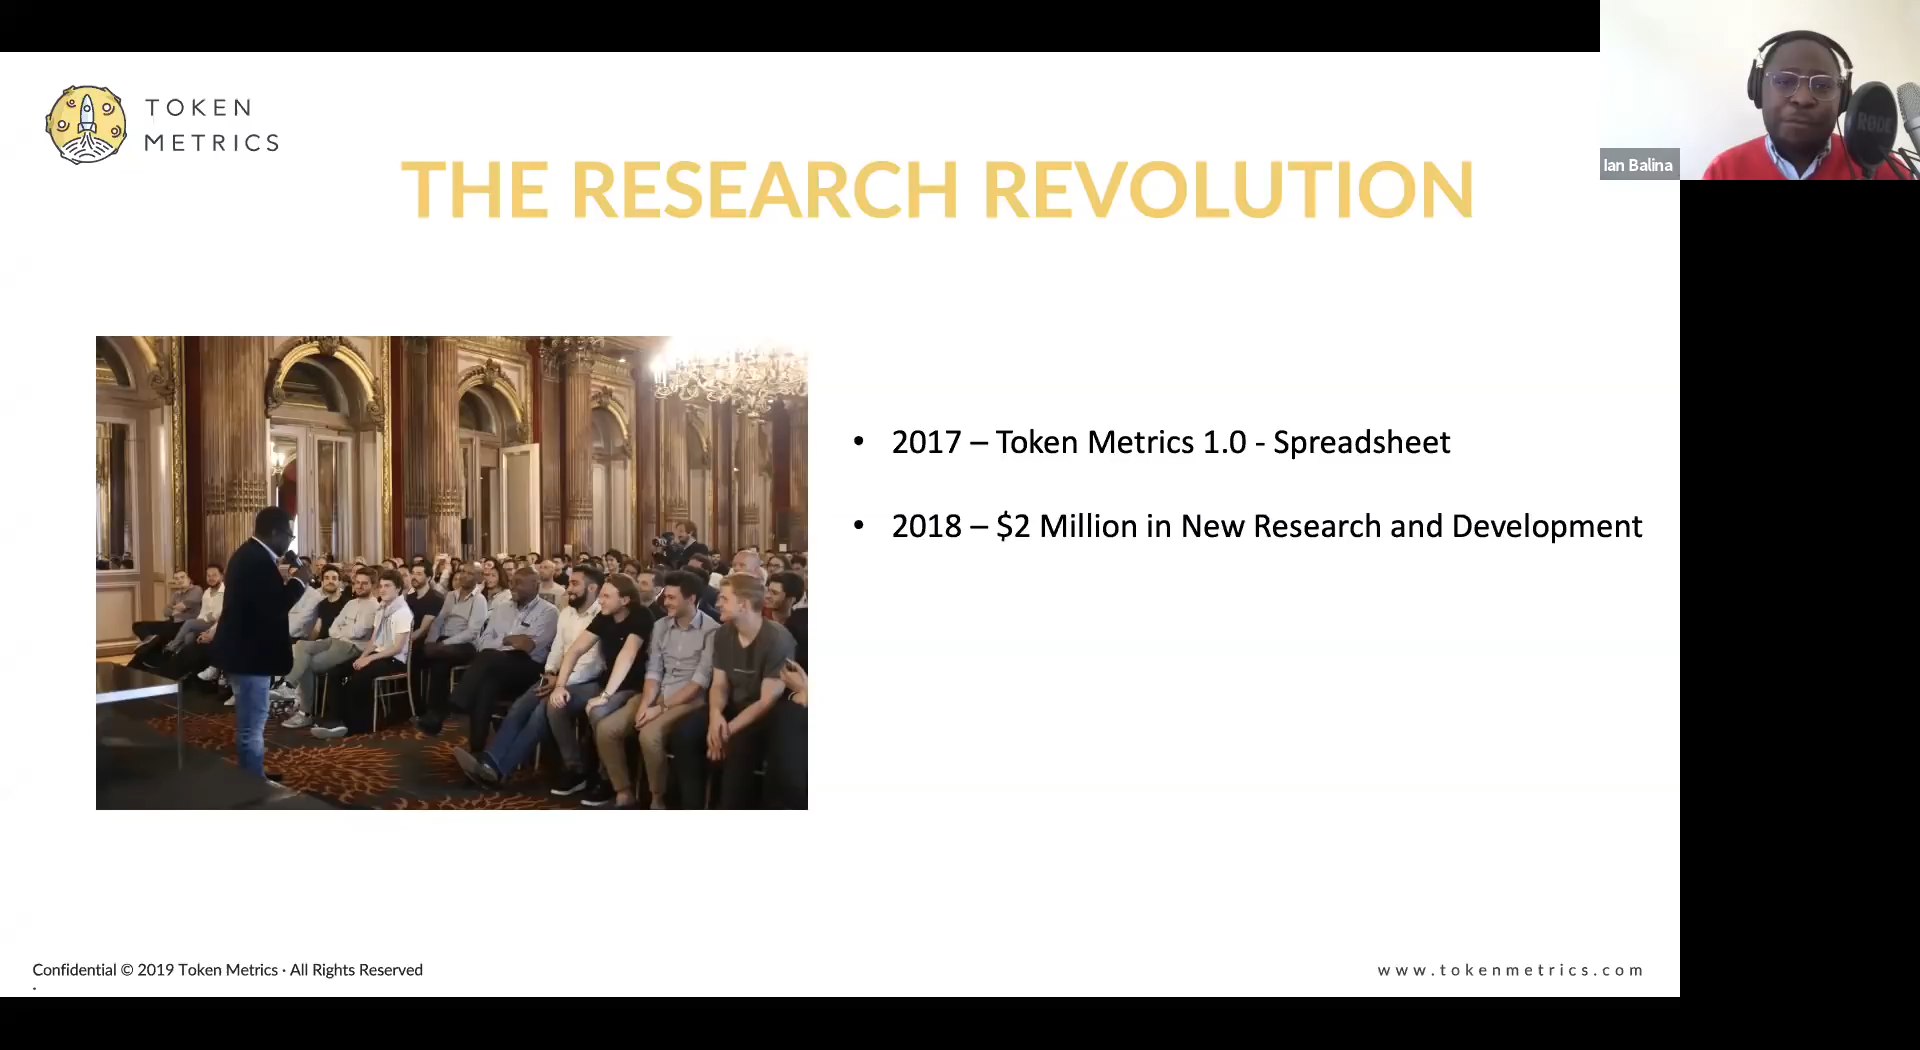 TOKEN
METRICS
THE RESEARCH REVOLUTION
RØDE
Ian Balina
• 2017 – Token Metrics 1.0 - Spreadsheet
• 2018 – $2 Million in New Research and Development
Confidential © 2019 Token Metrics · All Rights Reserved
www.tokenmetrics.com